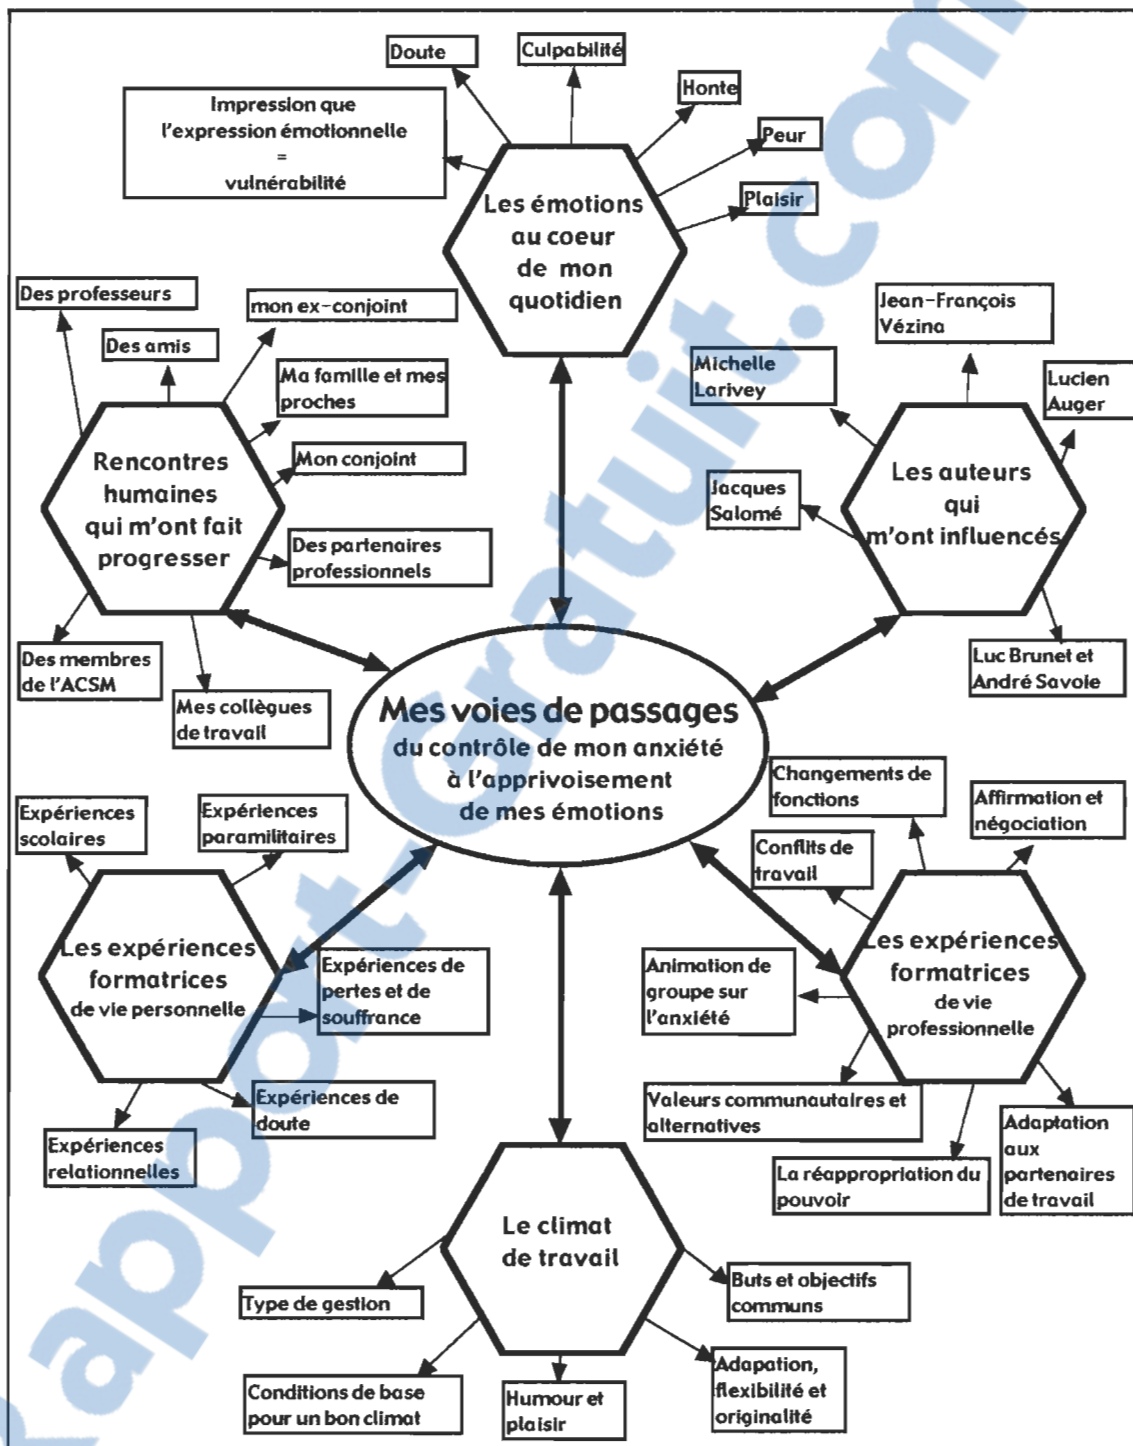 Doute
Culpabilité
Honte
Peur
Plaisir
Impression que
l'expression émotionnelle
=
vulnérabilité
Les émotions
au coeur
de mon
quotidien
Des professeurs
Des amis
mon ex-conjoint
Ma famille et mes
proches
Mon conjoint
Des partenaires
professionnels
Rencontres
humaines
qui m'ont fait
progresser
Des membres
de l'ACSM
Mes collègues
de travail
Jean-François
Vézina
Michelle
Larivey
Lucien
Auger
Jacques
Salomé
Les auteurs
qui
m'ont influencés
Luc Brunet et
André Savoie
Mes voies de passages
du contrôle de mon anxiété
à l'apprivoisement
de mes émotions
Expériences
scolaires
Expériences
paramilitaires
Les expériences
formatrices
de vie personnelle
Expériences de
pertes et de
souffrance
Expériences de
doute
Expériences
relationnelles
Changements de
fonctions
Affirmation et
négociation
Conflits de
travail
Les expériences
formatrices
de vie
professionnelle
Animation de
groupe sur
l'anxiété
Valeurs communautaires et
alternatives
La réappropriation du
pouvoir
Adaptation
aux
partenaires
de travail
Le climat
de travail
Type de gestion
Buts et objectifs
communs
Conditions de base
pour un bon climat
Humour et
plaisir
Adapation,
flexibilité et
originalité
Rapport-Gratuit.com